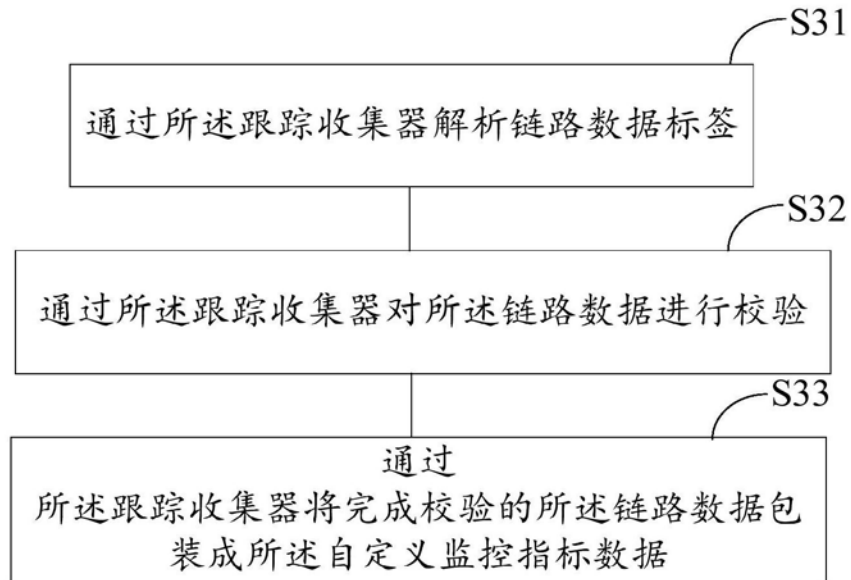 S31
通过所述跟踪收集器解析链路数据标签
S32
通过所述跟踪收集器对所述链路数据进行校验
S33
通过
所述跟踪收集器将完成校验的所述链路数据包
装成所述自定义监控指标数据